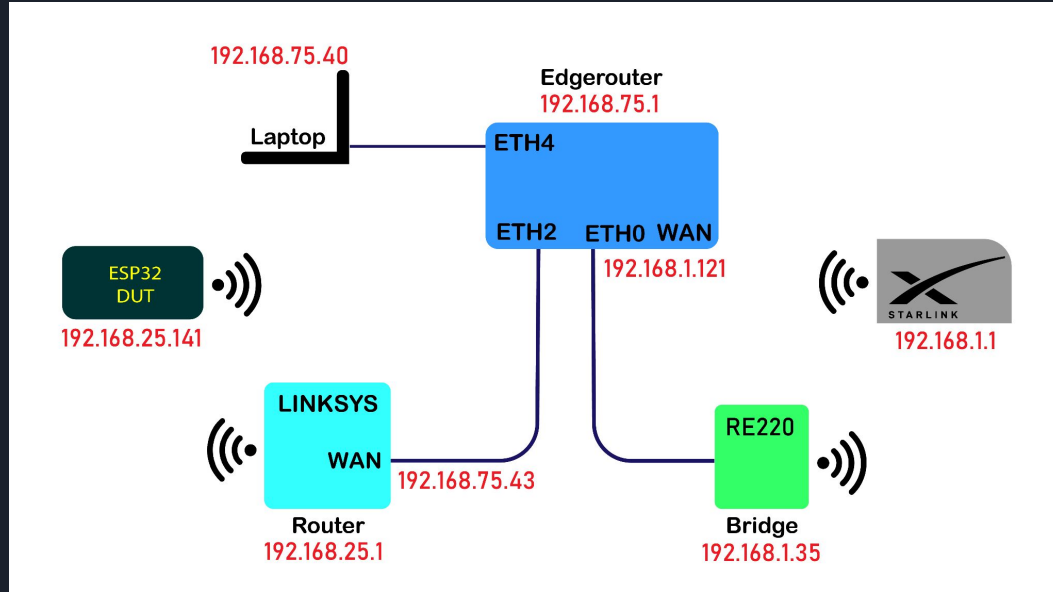 192.168.75.40
Laptop
Edgerouter
192.168.75.1
ETH4
ETH2
ETH0 WAN
192.168.1.121
ESP32
DUT
192.168.25.141
STARLINK
192.168.1.1
LINKSYS
WAN
192.168.75.43
Router
192.168.25.1
RE220
Bridge
192.168.1.35